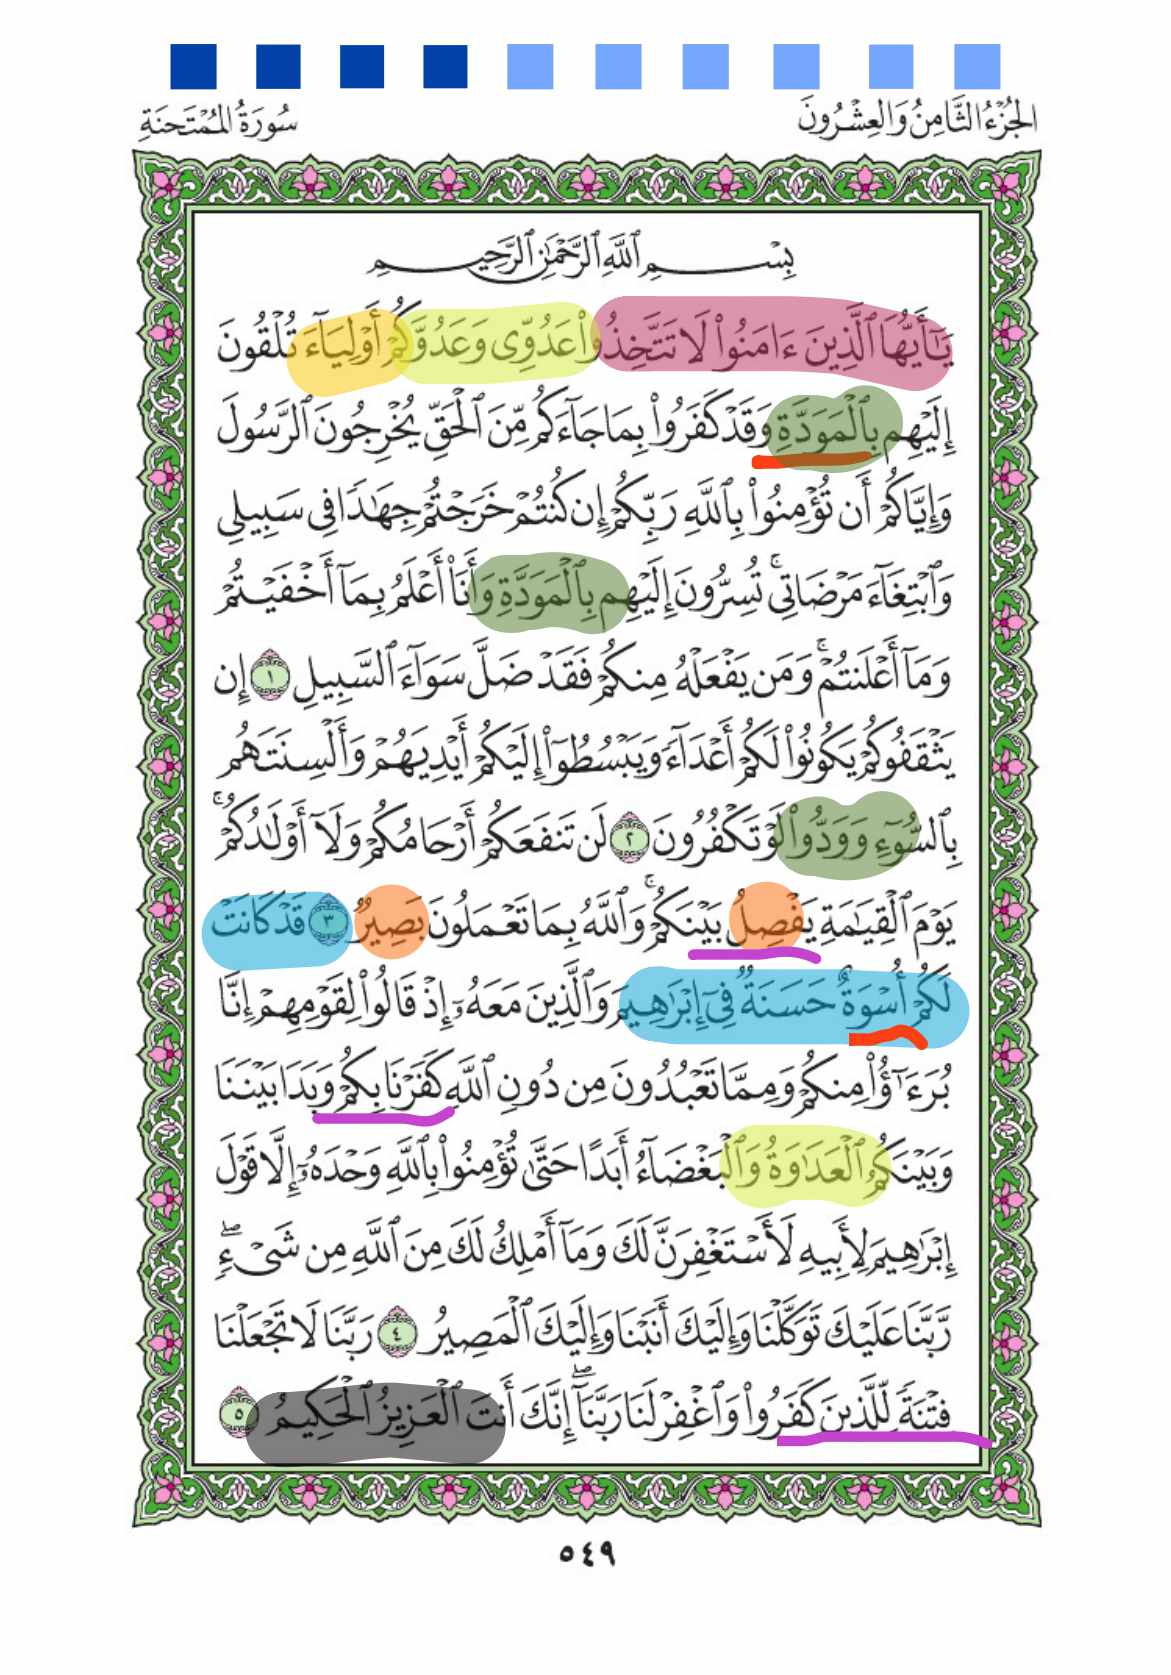 الجُزْءُ الثَّامِنُ وَالعِشْرُونَ
سُورَةُ المُمْتَحنَةِ
بِسْمِ ٱللَّهِ ٱلرَّحْمَٰنِ ٱلرَّحِيمِ
يَٰٓأَيُّهَا ٱلَّذِينَ ءَامَنُوا۟ لَا تَتَّخِذُوا۟ عَدُوِّى وَعَدُوَّكُمْ أَوْلِيَآءَ تُلْقُونَ
إِلَيْهِم بِٱلْمَوَدَّةِ وَقَدْ كَفَرُوا۟ بِمَا جَآءَكُم مِّنَ ٱلْحَقِّ يُخْرِجُونَ ٱلرَّسُولَ
وَإِيَّاكُمْ أَن تُؤْمِنُوا۟ بِٱللَّهِ رَبِّكُمْ إِن كُنتُمْ خَرَجْتُمْ جِهَٰدًا فِى سَبِيلِى
وَٱبْتِغَآءَ مَرْضَاتِى ۚ تُسِرُّونَ إِلَيْهِم بِٱلْمَوَدَّةِ وَأَنَا۠ أَعْلَمُ بِمَآ أَخْفَيْتُمْ
وَمَآ أَعْلَنتُمْ ۚ وَمَن يَفْعَلْهُ مِنكُمْ فَقَدْ ضَلَّ سَوَآءَ ٱلسَّبِيلِ ١ إِن
يَثْقَفُوكُمْ يَكُونُوا۟ لَكُمْ أَعْدَآءً وَيَبْسُطُوٓا۟ إِلَيْكُمْ أَيْدِيَهُمْ وَأَلْسِنَتَهُم
بِٱلسُّوٓءِ وَوَدُّوا۟ لَوْ تَكْفُرُونَ ٢ لَن تَنفَعَكُمْ أَرْحَامُكُمْ وَلَآ أَوْلَٰدُكُمْ ۚ
يَوْمَ ٱلْقِيَٰمَةِ يَفْصِلُ بَيْنَكُمْ ۚ وَٱللَّهُ بِمَا تَعْمَلُونَ بَصِيرٌ ٣ قَدْ كَانَتْ
لَكُمْ أُسْوَةٌ حَسَنَةٌ فِىٓ إِبْرَٰهِيمَ وَٱلَّذِينَ مَعَهُۥٓ إِذْ قَالُوا۟ لِقَوْمِهِمْ إِنَّا
بُرَءَٰٓؤُا۟ مِنكُمْ وَمِمَّا تَعْبُدُونَ مِن دُونِ ٱللَّهِ كَفَرْنَا بِكُمْ وَبَدَا بَيْنَنَا
وَبَيْنَكُمُ ٱلْعَدَٰوَةُ وَٱلْبَغْضَآءُ أَبَدًا حَتَّىٰ تُؤْمِنُوا۟ بِٱللَّهِ وَحْدَهُۥٓ إِلَّا قَوْلَ
إِبْرَٰهِيمَ لِأَبِيهِ لَأَسْتَغْفِرَنَّ لَكَ وَمَآ أَمْلِكُ لَكَ مِنَ ٱللَّهِ مِن شَىْءٍ ۖ
رَّبَّنَا عَلَيْكَ تَوَكَّلْنَا وَإِلَيْكَ أَنَبْنَا وَإِلَيْكَ ٱلْمَصِيرُ ٤ رَبَّنَا لَا تَجْعَلْنَا
فِتْنَةً لِّلَّذِينَ كَفَرُوا۟ وَٱغْفِرْ لَنَا رَبَّنَآ ۖ إِنَّكَ أَنتَ ٱلْعَزِيزُ ٱلْحَكِيمُ ٥
٥٤٩